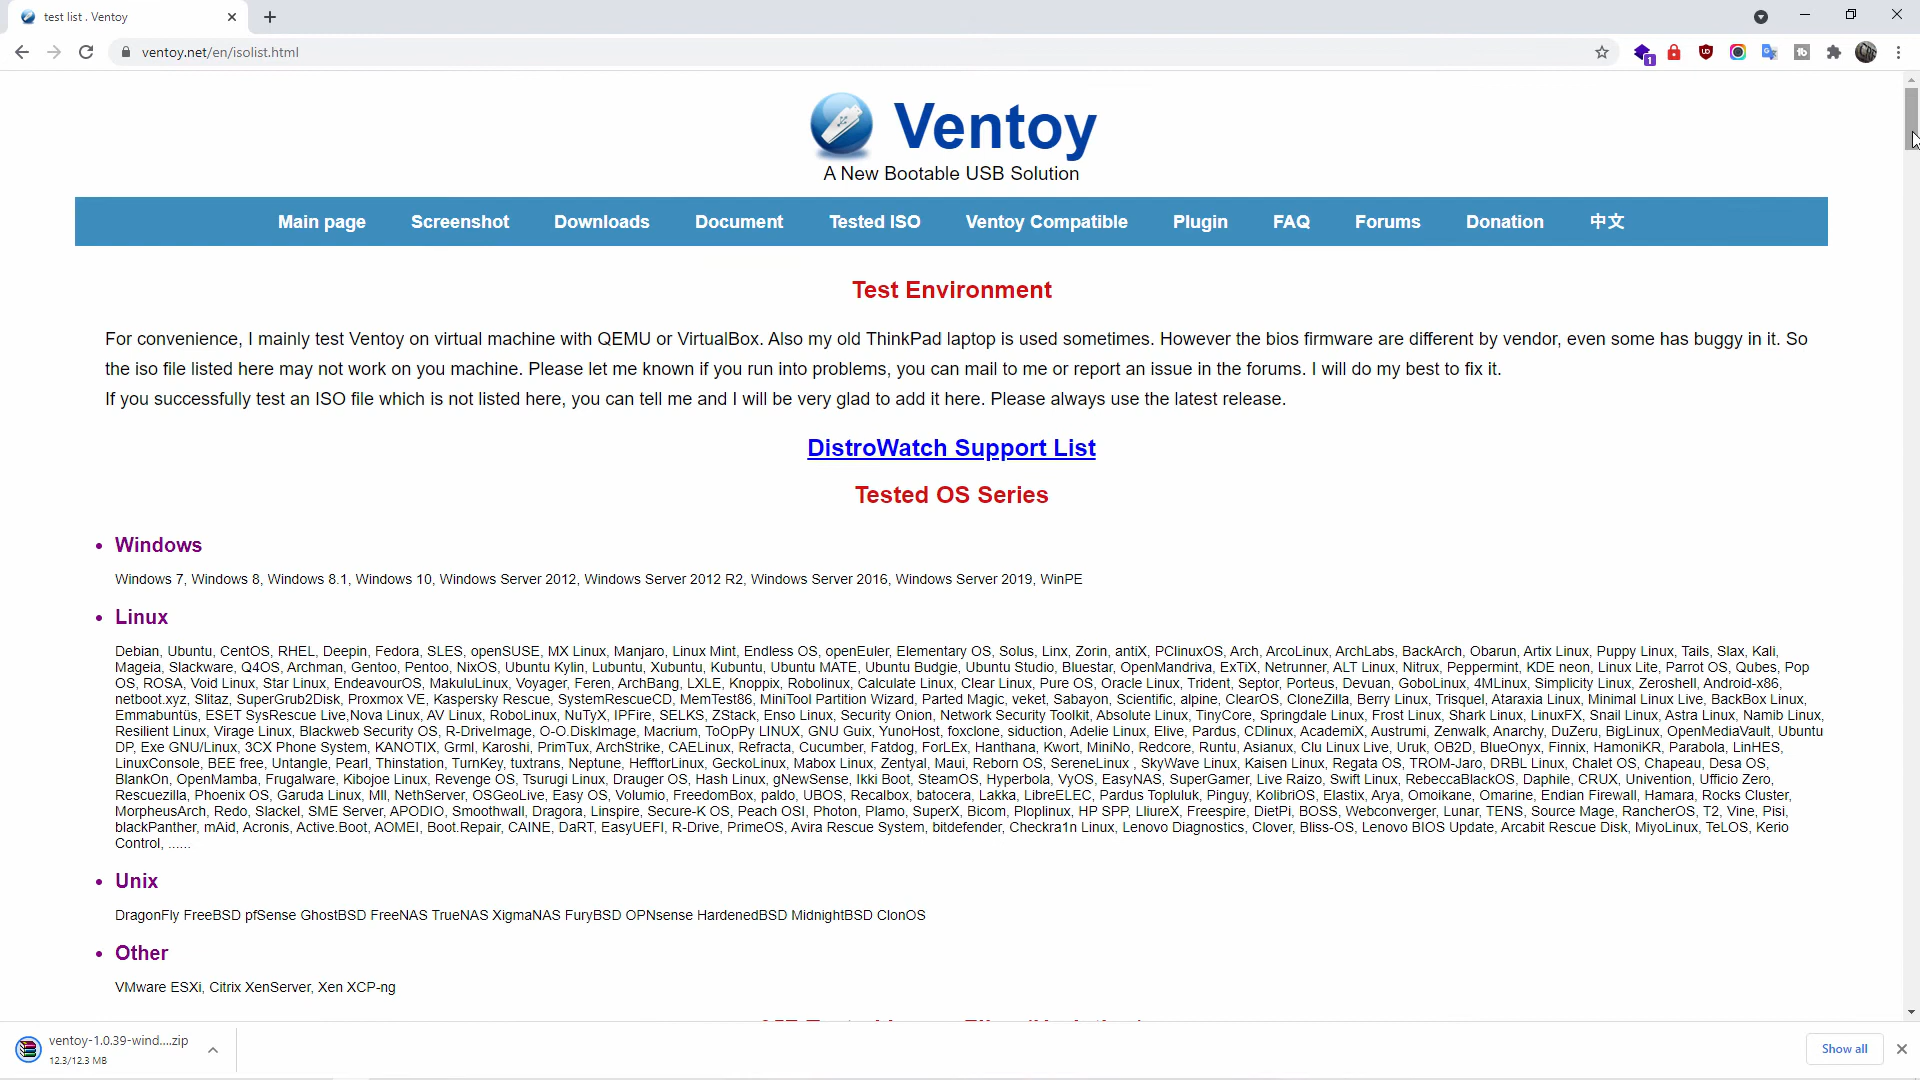 test list . Ventoy
ventoy.net/en/isolist.html
1
Ventoy
A New Bootable USB Solution
Main page Screenshot Downloads Document Tested ISO Ventoy Compatible Plugin FAQ Forums Donation 中文
Test Environment
For convenience, I mainly test Ventoy on virtual machine with QEMU or VirtualBox. Also my old ThinkPad laptop is used sometimes. However the bios firmware are different by vendor, even some has buggy in it. So
the iso file listed here may not work on you machine. Please let me known if you run into problems, you can mail to me or report an issue in the forums. I will do my best to fix it.
If you successfully test an ISO file which is not listed here, you can tell me and I will be very glad to add it here. Please always use the latest release.
DistroWatch Support List
Tested OS Series
• Windows
Windows 7, Windows 8, Windows 8.1, Windows 10, Windows Server 2012, Windows Server 2012 R2, Windows Server 2016, Windows Server 2019, WinPE
• Linux
Debian, Ubuntu, CentOS, RHEL, Deepin, Fedora, SLES, openSUSE, MX Linux, Manjaro, Linux Mint, Endless OS, openEuler, Elementary OS, Solus, Linx, Zorin, antiX, PClinuxOS, Arch, ArcoLinux, ArchLabs, BackArch, Obarun, Artix Linux, Puppy Linux, Tails, Slax, Kali,
Mageia, Slackware, Q4OS, Archman, Gentoo, Pentoo, NixOS, Ubuntu Kylin, Lubuntu, Xubuntu, Kubuntu, Ubuntu MATE, Ubuntu Budgie, Ubuntu Studio, Bluestar, OpenMandriva, ExTiX, Netrunner, ALT Linux, Nitrux, Peppermint, KDE neon, Linux Lite, Parrot OS, Qubes, Pop
OS, ROSA, Void Linux, Star Linux, EndeavourOS, MakuluLinux, Voyager, Feren, ArchBang, LXLE, Knoppix, Robolinux, Calculate Linux, Clear Linux, Pure OS, Oracle Linux, Trident, Septor, Porteus, Devuan, GoboLinux, 4MLinux, Simplicity Linux, Zeroshell, Android-x86,
netboot.xyz, Slitaz, SuperGrub2Disk, Proxmox VE, Kaspersky Rescue, SystemRescueCD, MemTest86, MiniTool Partition Wizard, Parted Magic, veket, Sabayon, Scientific, alpine, ClearOS, CloneZilla, Berry Linux, Trisquel, Ataraxia Linux, Minimal Linux Live, BackBox Linux,
Emmabuntüs, ESET SysRescue Live,Nova Linux, AV Linux, RoboLinux, NuTyX, IPFire, SELKS, ZStack, Enso Linux, Security Onion, Network Security Toolkit, Absolute Linux, TinyCore, Springdale Linux, Frost Linux, Shark Linux, LinuxFX, Snail Linux, Astra Linux, Namib Linux,
Resilient Linux, Virage Linux, Blackweb Security OS, R-DriveImage, O-O.DiskImage, Macrium, ToOpPy LINUX, GNU Guix, YunoHost, foxclone, siduction, Adelie Linux, Elive, Pardus, CDlinux, AcademiX, Austrumi, Zenwalk, Anarchy, DuZeru, BigLinux, OpenMediaVault, Ubuntu
DP, Exe GNU/Linux, 3CX Phone System, KANOTIX, Grml, Karoshi, PrimTux, ArchStrike, CAELinux, Refracta, Cucumber, Fatdog, ForLEx, Hanthana, Kwort, MiniNo, Redcore, Runtu, Asianux, Clu Linux Live, Uruk, OB2D, BlueOnyx, Finnix, HamoniKR, Parabola, LinHES,
LinuxConsole, BEE free, Untangle, Pearl, Thinstation, TurnKey, tuxtrans, Neptune, HefftorLinux, GeckoLinux, Mabox Linux, Zentyal, Maui, Reborn OS, SereneLinux , SkyWave Linux, Kaisen Linux, Regata OS, TROM-Jaro, DRBL Linux, Chalet OS, Chapeau, Desa OS,
BlankOn, OpenMamba, Frugalware, Kibojoe Linux, Revenge OS, Tsurugi Linux, Drauger OS, Hash Linux, gNewSense, Ikki Boot, SteamOS, Hyperbola, VyOS, EasyNAS, SuperGamer, Live Raizo, Swift Linux, RebeccaBlackOS, Daphile, CRUX, Univention, Ufficio Zero,
Rescuezilla, Phoenix OS, Garuda Linux, Mll, NethServer, OSGeoLive, Easy OS, Volumio, FreedomBox, paldo, UBOS, Recalbox, batocera, Lakka, LibreELEC, Pardus Topluluk, Pinguy, KolibriOS, Elastix, Arya, Omoikane, Omarine, Endian Firewall, Hamara, Rocks Cluster,
MorpheusArch, Redo, Slackel, SME Server, APODIO, Smoothwall, Dragora, Linspire, Secure-K OS, Peach OSI, Photon, Plamo, SuperX, Bicom, Ploplinux, HP SPP, LliureX, Freespire, DietPi, BOSS, Webconverger, Lunar, TENS, Source Mage, RancherOS, T2, Vine, Pisi,
blackPanther, mAid, Acronis, Active.Boot, AOMEI, Boot.Repair, CAINE, DaRT, EasyUEFI, R-Drive, PrimeOS, Avira Rescue System, bitdefender, Checkra1n Linux, Lenovo Diagnostics, Clover, Bliss-OS, Lenovo BIOS Update, Arcabit Rescue Disk, MiyoLinux, TeLOS, Kerio
Control, ......
• Unix
DragonFly FreeBSD pfSense GhostBSD FreeNAS TrueNAS XigmaNAS FuryBSD OPNsense HardenedBSD MidnightBSD ClonOS
• Other
VMware ESXi, Citrix XenServer, Xen XCP-ng
ventoy-1.0.39-wind....zip
12.3/12.3 MB
Show all